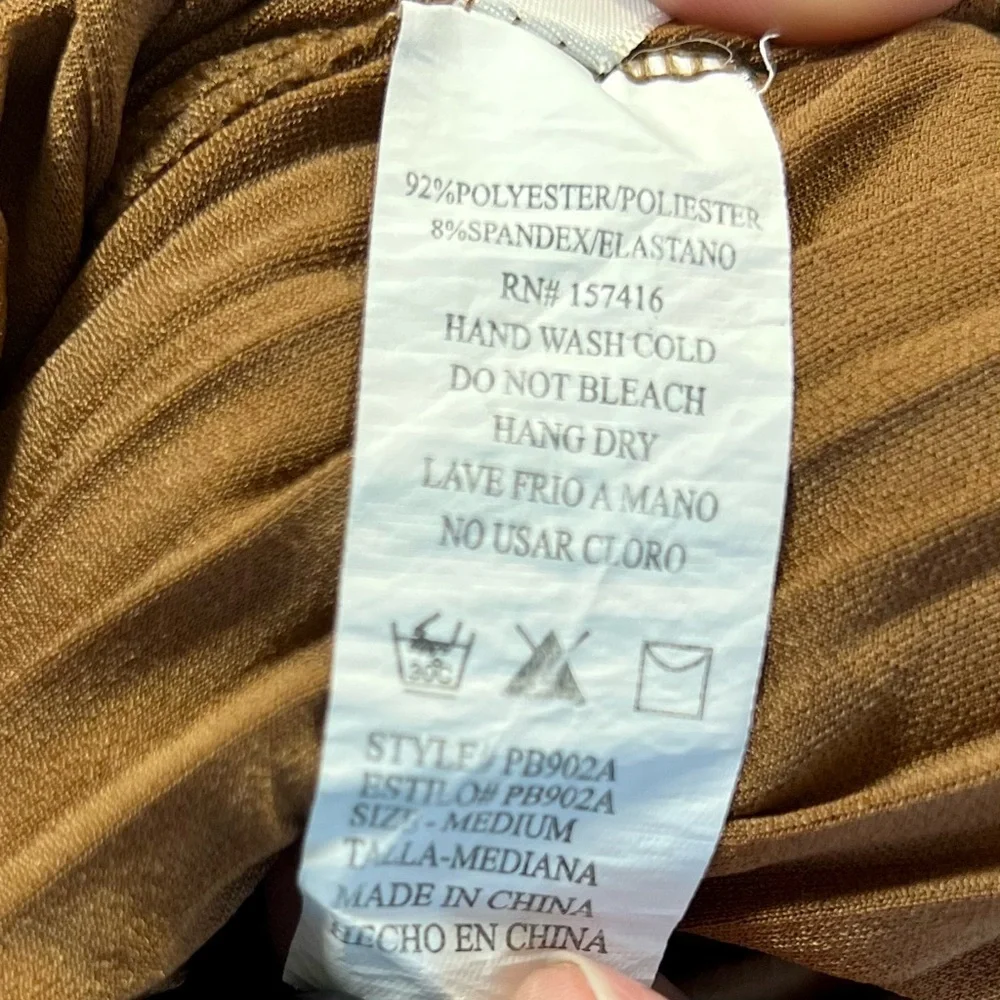 92%POLYESTER/POLIESTER
8%SPANDEX/ELASTANO
RN# 157416
HAND WASH COLD
DO NOT BLEACH
HANG DRY
LAVE FRIO A MANO
NO USAR CLORO
30C
STYLE# PB902A
ESTILO# PB902A
SIZE - MEDIUM
TALLA-MEDIANA
MADE IN CHINA
HECHO EN CHINA